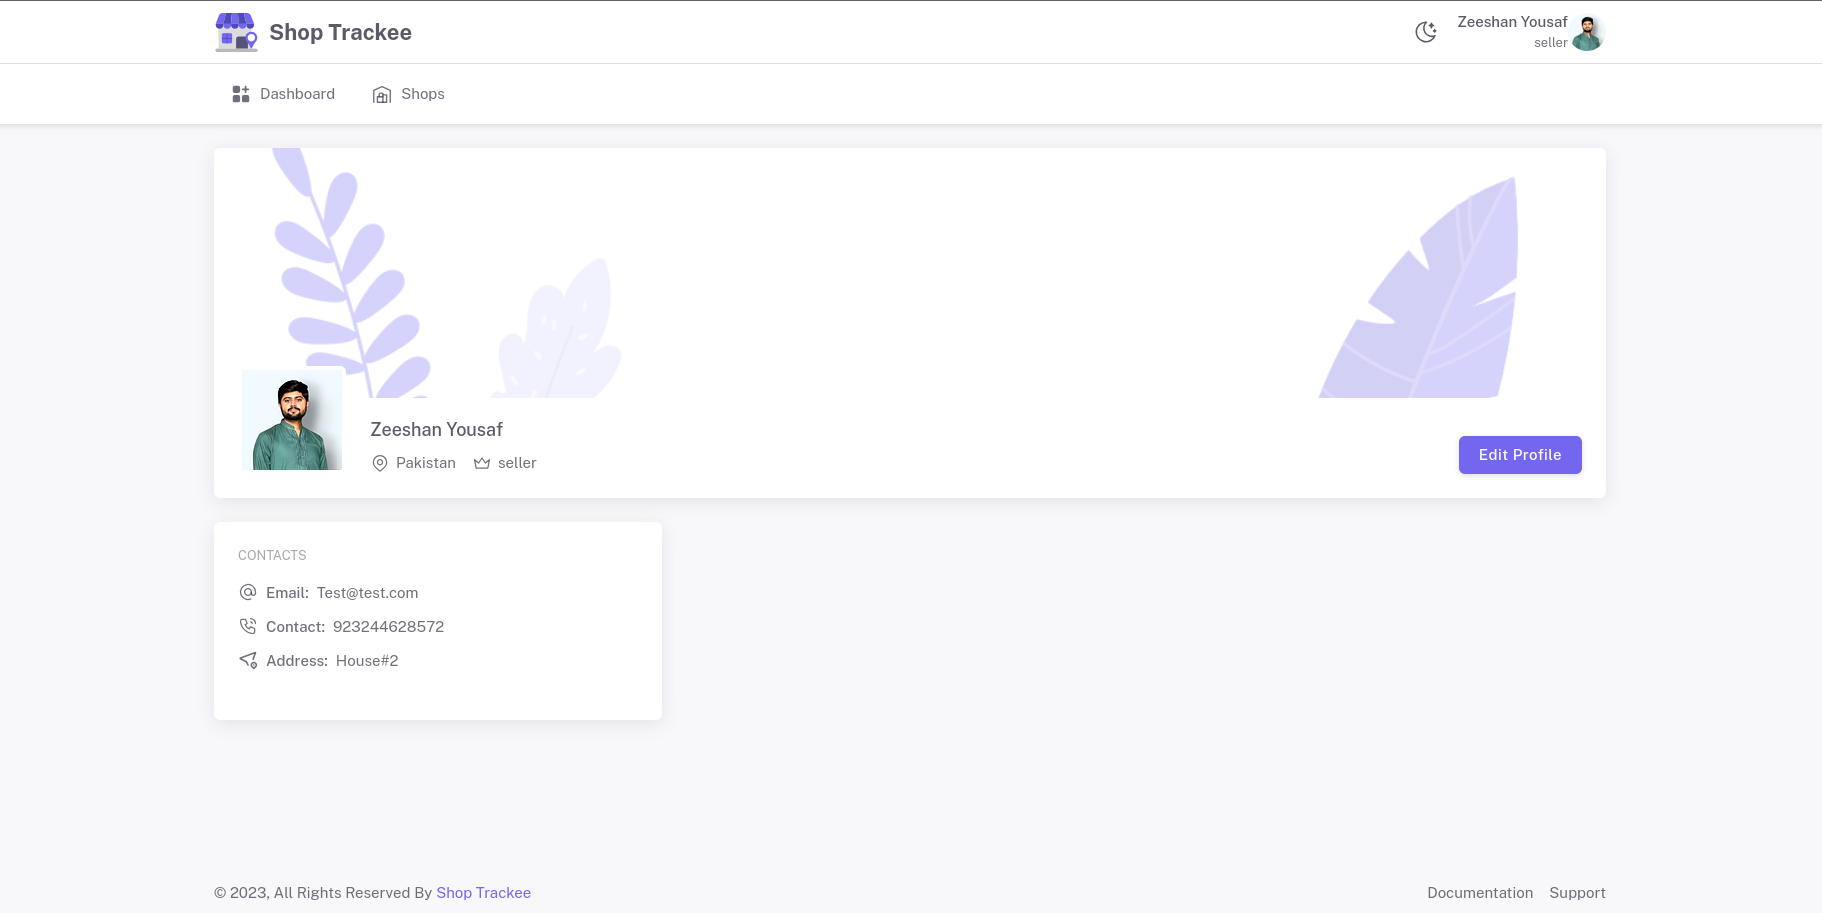 Shop Trackee
Zeeshan Yousaf
seller
Dashboard
Shops
Zeeshan Yousaf
Pakistan
seller
Edit Profile
CONTACTS
Email: Test@test.com
Contact: 923244628572
Address: House#2
© 2023, All Rights Reserved By Shop Trackee
Documentation
Support